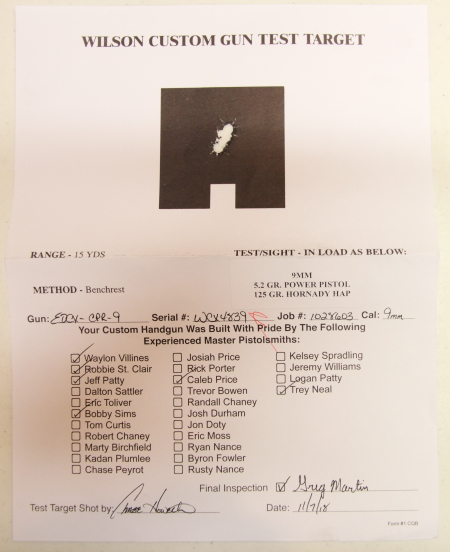 WILSON CUSTOM GUN TEST TARGET
RANGE - 15 YDS
TEST/SIGHT - IN LOAD AS BELOW:
9MM
5.2 GR. POWER PISTOL
125 GR. HORNADY HAP
METHOD - Benchrest
Gun: EDCX - CPR-9 Serial #: WCX4839 Job #: 1028603 Cal: 9mm
Your Custom Handgun Was Built With Pride By The Following
Experienced Master Pistolsmiths:
Waylon Villines
Robbie St. Clair
Jeff Patty
Dalton Sattler
Eric Toliver
Bobby Sims
Tom Curtis
Robert Chaney
Marty Birchfield
Kadan Plumlee
Chase Peyrot
Josiah Price
Rick Porter
Caleb Price
Trevor Bowen
Randall Chaney
Josh Durham
Jon Doty
Eric Moss
Ryan Nance
Byron Fowler
Rusty Nance
Kelsey Spradling
Jeremy Williams
Logan Patty
Trey Neal
Final Inspection Greg Martin
Test Target Shot by:
Date: 11/7/18
Form#1 CQB